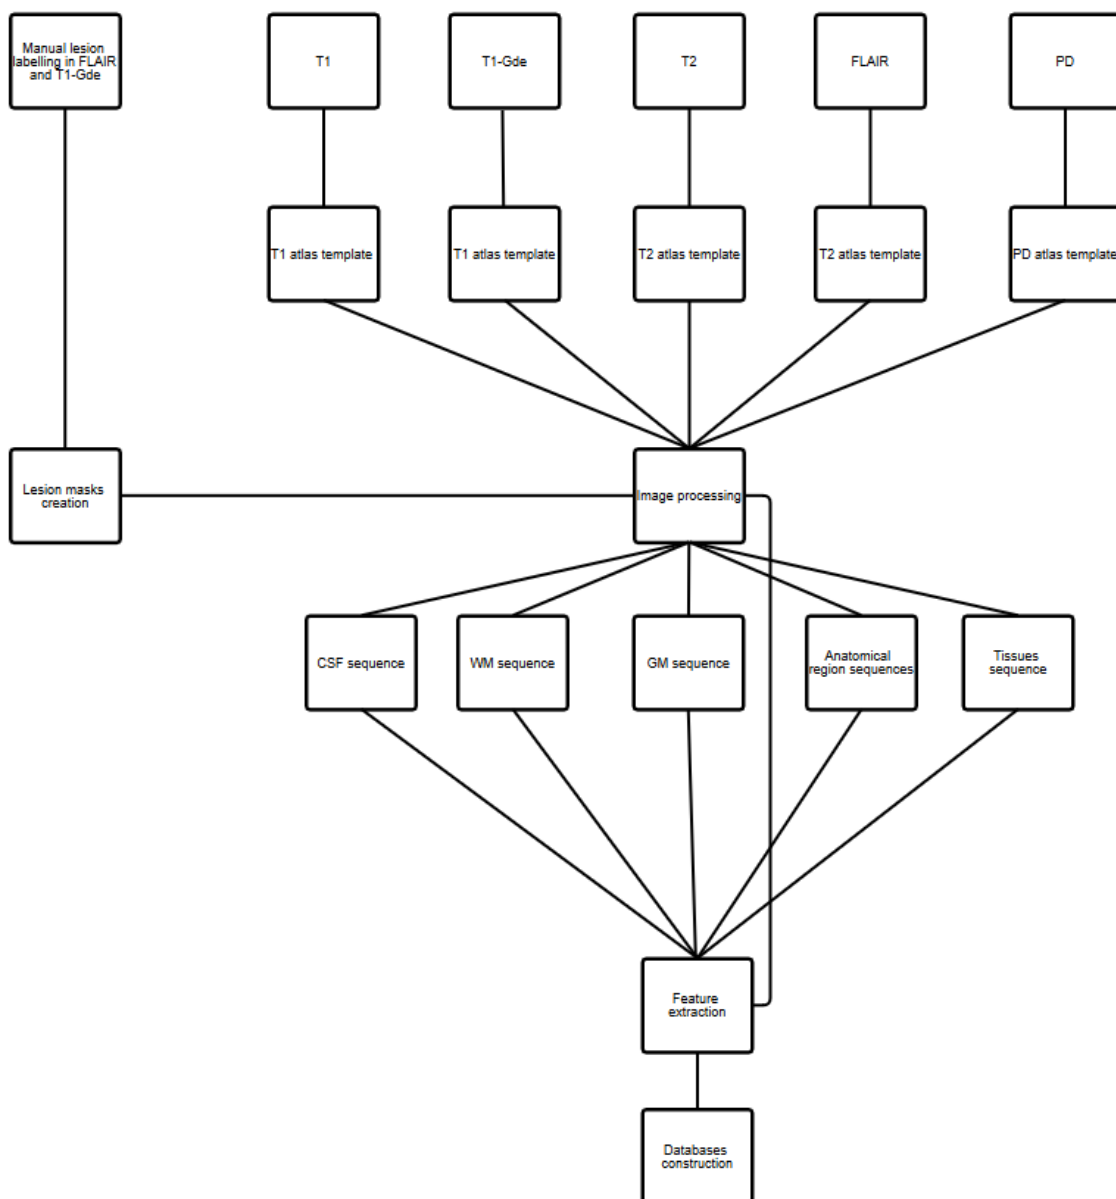 Manual lesion
labelling in FLAIR
and T1-Gde
T1
T1-Gde
T2
FLAIR
PD
T1 atlas template
T1 atlas template
T2 atlas template
T2 atlas template
PD atlas template
Lesion masks
creation
Image processing
CSF sequence
WM sequence
GM sequence
Anatomical
region sequences
Tissues
sequence
Feature
extraction
Databases
construction